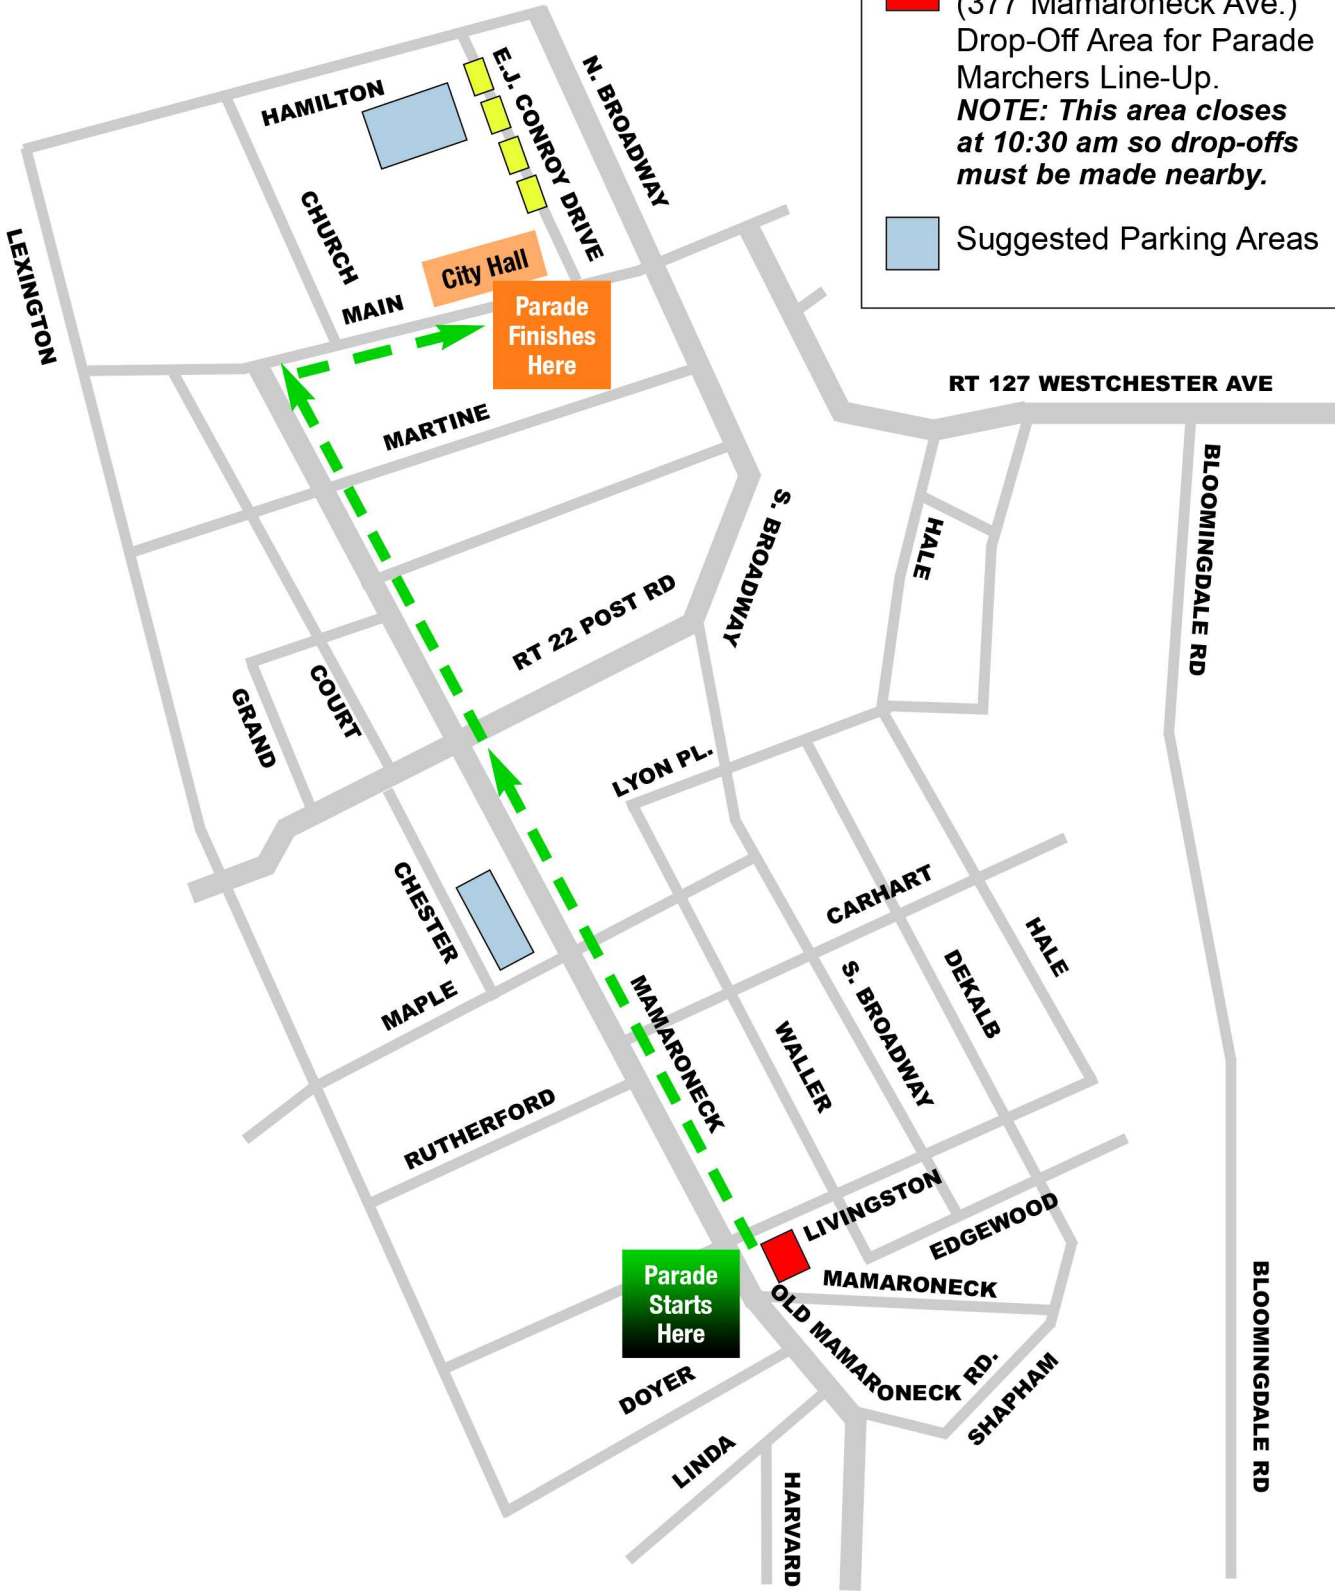 (377 Mamaroneck Ave.)
Drop-Off Area for Parade
Marchers Line-Up.
NOTE: This area closes
at 10:30 am so drop-offs
must be made nearby.
Suggested Parking Areas
HAMILTON
E.J. CONROY DRIVE
N. BROADWAY
CHURCH
LEXINGTON
City Hall
MAIN
Parade
Finishes
Here
RT 127 WESTCHESTER AVE
MARTINE
BLOOMINGDALE RD
S. BROADWAY
HALE
RT 22 POST RD
COURT
GRAND
LYON PL.
CHESTER
CARHART
HALE
DEKALB
S. BROADWAY
MAPLE
MAMARONECK
WALLER
RUTHERFORD
LIVINGSTON
EDGEWOOD
Parade
Starts
Here
MAMARONECK
OLD MAMARONECK RD.
SHAPHAM
DOYER
LINDA
HARVARD
BLOOMINGDALE RD